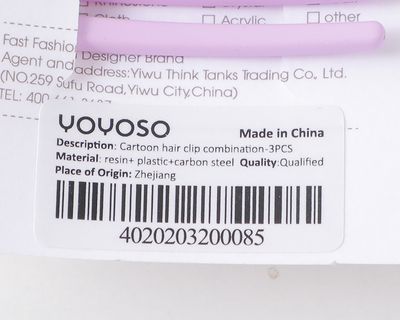 Cloth
Acrylic
other
Fast Fashion
Designer Brand
Agent and address:Yiwu Think Tanks Trading Co,. Ltd.
(NO.259 Sufu Road,Yiwu City,China)
TEL: 400
YOYOSO
Made in China
Description: Cartoon hair clip combination-3PCS
Material: resin+ plastic+carbon steel Quality:Qualified
Place of Origin: Zhejiang
4020203200085